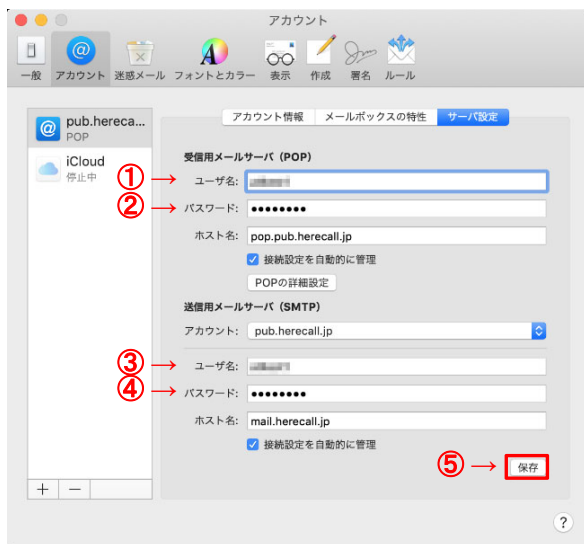 アカウント
一般 アカウント 迷惑メール フォントとカラー 表示 作成 署名 ルール
pub.hereca...
POP
iCloud
停止中
アカウント情報 メールボックスの特性 サーバ設定
受信用メールサーバ（POP）
① → ユーザ名:
② → パスワード: ●●●●●●●●
ホスト名: pop.pub.herecall.jp
接続設定を自動的に管理
POPの詳細設定
送信用メールサーバ（SMTP）
アカウント: pub.herecall.jp
③ → ユーザ名:
④ → パスワード: ●●●●●●●●
ホスト名: mail.herecall.jp
接続設定を自動的に管理
⑤ → 保存
+ −
?